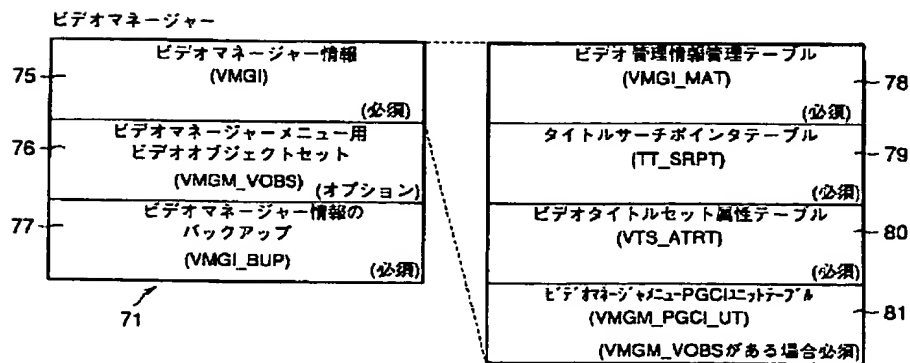 ビデオマネージャー
ビデオマネージャー情報
(VMGI)
(必須)
ビデオマネージャーメニュー用
ビデオオブジェクトセット
(VMGM_VOBS)
(オプション)
ビデオマネージャー情報の
バックアップ
(VMGI_BUP)
(必須)
75
76
77
71
ビデオ管理情報管理テーブル
(VMGI_MAT)
(必須)
タイトルサーチポインタテーブル
(TT_SRPT)
(必須)
ビデオタイトルセット属性テーブル
(VTS_ATRT)
(必須)
ビデオマネージャメニューPGCIユニットテーブル
(VMGM_PGCI_UT)
(VMGM_VOBSがある場合必須)
78
79
80
81